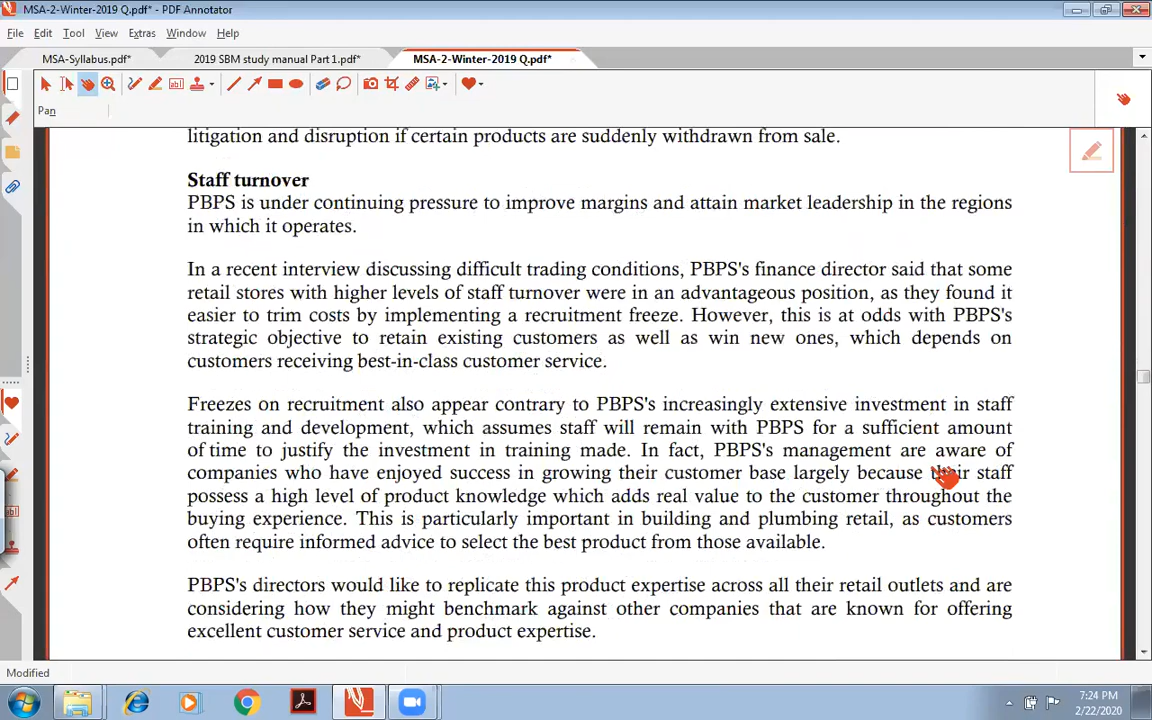 MSA-2-Winter-2019 Q.pdf* - PDF Annotator
File Edit Tool View Extras Window Help
MSA-Syllabus.pdf* 2019 SBM study manual Part 1.pdf* MSA-2-Winter-2019 Q.pdf*
Pan
litigation and disruption if certain products are suddenly withdrawn from sale.
Staff turnover
PBPS is under continuing pressure to improve margins and attain market leadership in the regions
in which it operates.
In a recent interview discussing difficult trading conditions, PBPS's finance director said that some
retail stores with higher levels of staff turnover were in an advantageous position, as they found it
easier to trim costs by implementing a recruitment freeze. However, this is at odds with PBPS's
strategic objective to retain existing customers as well as win new ones, which depends on
customers receiving best-in-class customer service.
Freezes on recruitment also appear contrary to PBPS's increasingly extensive investment in staff
training and development, which assumes staff will remain with PBPS for a sufficient amount
of time to justify the investment in training made. In fact, PBPS's management are aware of
companies who have enjoyed success in growing their customer base largely because their staff
possess a high level of product knowledge which adds real value to the customer throughout the
buying experience. This is particularly important in building and plumbing retail, as customers
often require informed advice to select the best product from those available.
PBPS's directors would like to replicate this product expertise across all their retail outlets and are
considering how they might benchmark against other companies that are known for offering
excellent customer service and product expertise.
Modified
7:24 PM
2/22/2020